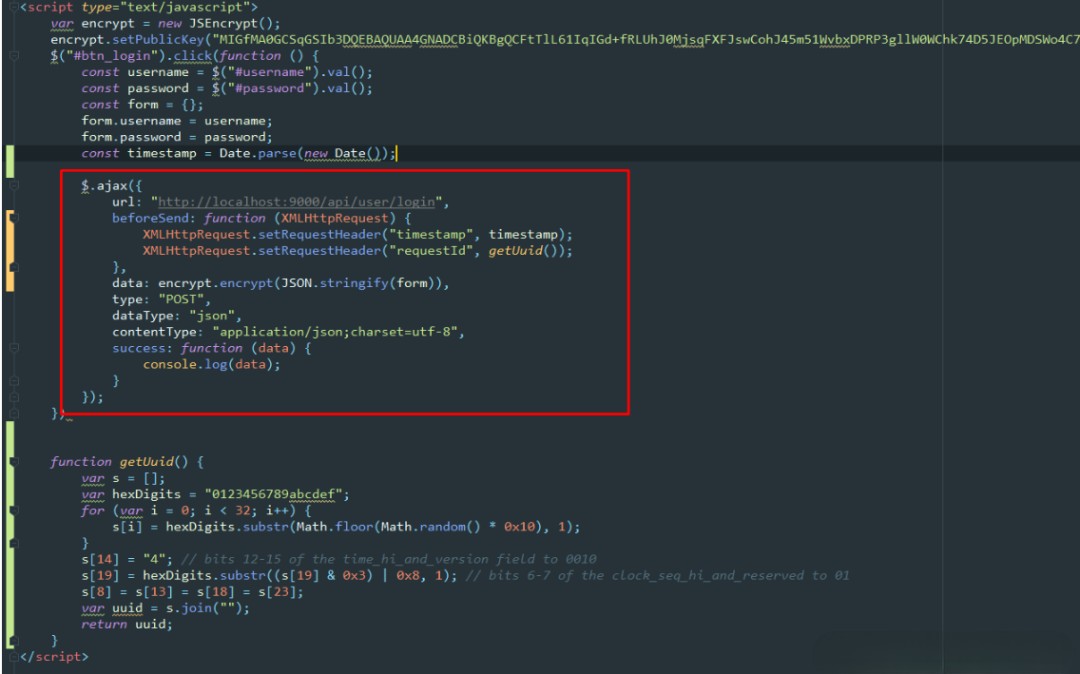 <script type="text/javascript">
var encrypt = new JSEncrypt();
encrypt.setPublicKey("MIGfMA0GCSqGSIb3DQEBAQUAA4GNADCBiQKBgQCFtTlL61IqIGd+fRLUhJ0MjsqFXFJswCohJ45m51WvbxDPRP3gllW0WChk74D5JEOpMDSWo4C7
$("#btn_login").click(function () {
const username = $("#username").val();
const password = $("#password").val();
const form = {};
form.username = username;
form.password = password;
const timestamp = Date.parse(new Date());
$.ajax({
url: "http://localhost:9000/api/user/login",
beforeSend: function (XMLHttpRequest) {
XMLHttpRequest.setRequestHeader("timestamp", timestamp);
XMLHttpRequest.setRequestHeader("requestId", getUuid());
},
data: encrypt.encrypt(JSON.stringify(form)),
type: "POST",
dataType: "json",
contentType: "application/json;charset=utf-8",
success: function (data) {
console.log(data);
}
});
})
function getUuid() {
var s = [];
var hexDigits = "0123456789abcdef";
for (var i = 0; i < 32; i++) {
s[i] = hexDigits.substr(Math.floor(Math.random() * 0x10), 1);
}
s[14] = "4"; // bits 12-15 of the time_hi_and_version field to 0010
s[19] = hexDigits.substr((s[19] & 0x3) | 0x8, 1); // bits 6-7 of the clock_seq_hi_and_reserved to 01
s[8] = s[13] = s[18] = s[23];
var uuid = s.join("");
return uuid;
}
</script>